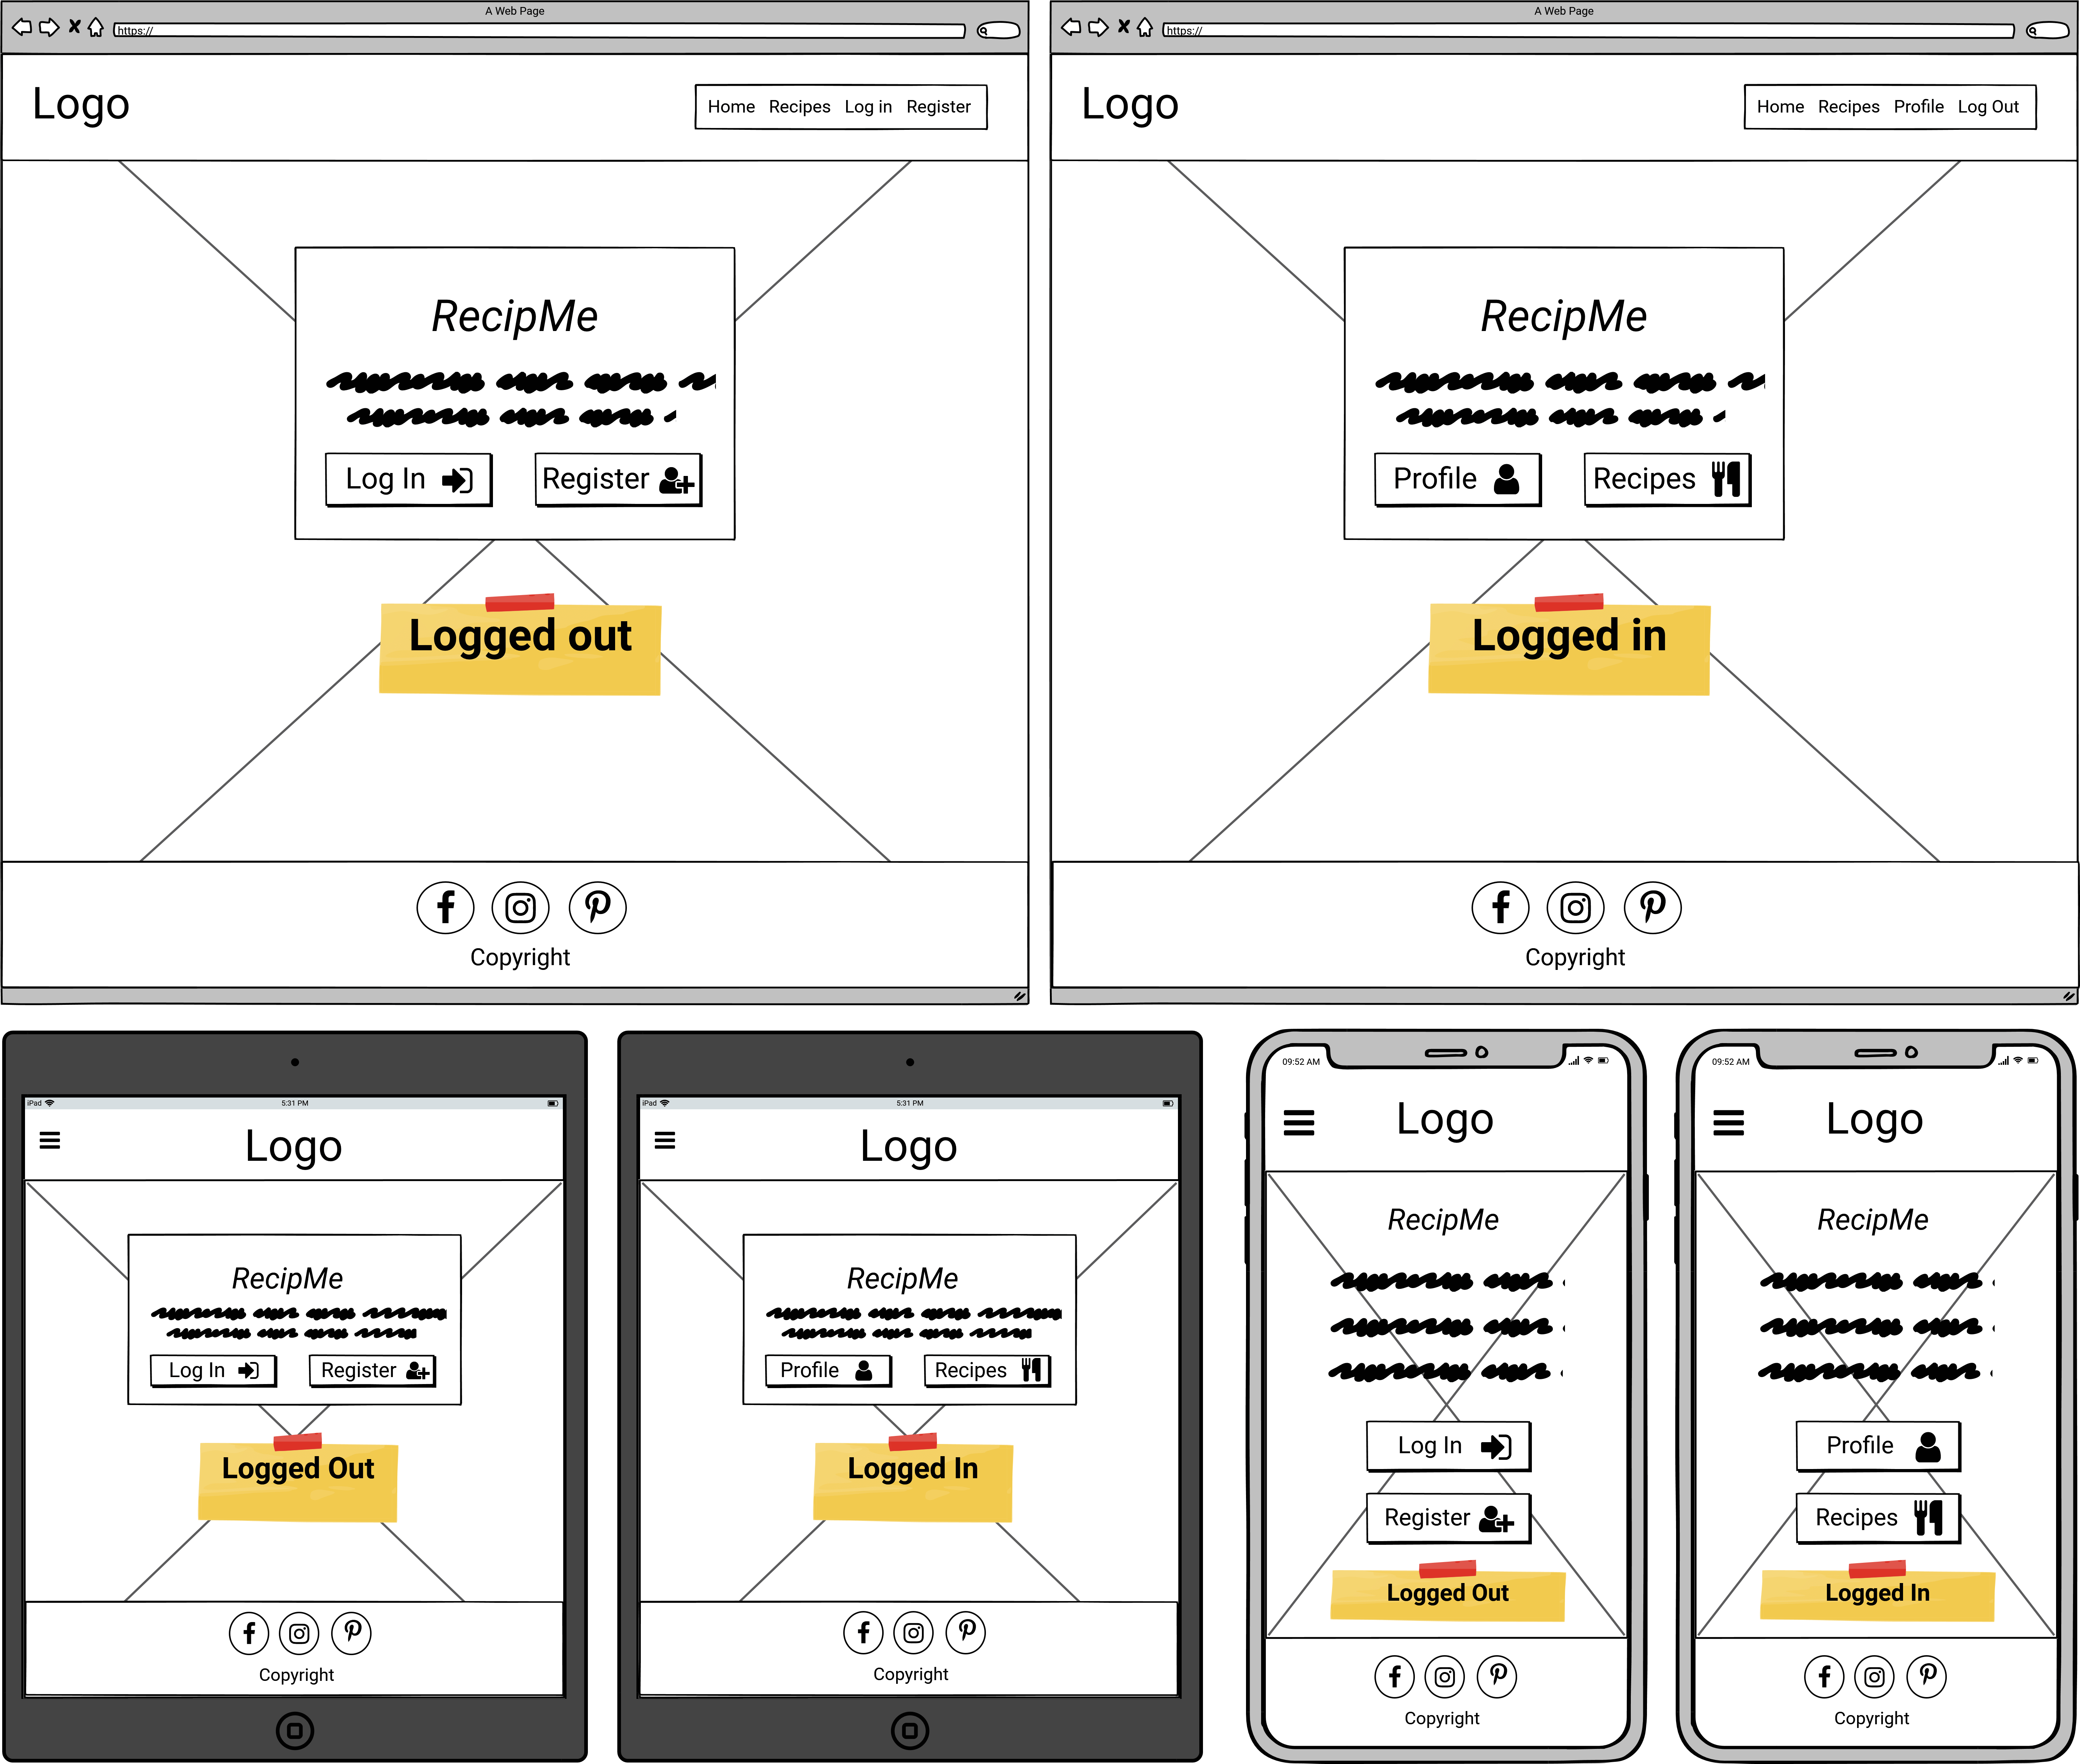 A Web Page
https://
Logo
Home Recipes Log in Register
RecipMe
Log In
Register
Logged out
Copyright
A Web Page
https://
Logo
Home Recipes Profile Log Out
RecipMe
Profile
Recipes
Logged in
Copyright
iPad
5:31 PM
Logo
RecipMe
Log In
Register
Logged Out
Copyright
iPad
5:31 PM
Logo
RecipMe
Profile
Recipes
Logged In
Copyright
09:52 AM
Logo
RecipMe
Log In
Register
Logged Out
Copyright
09:52 AM
Logo
RecipMe
Profile
Recipes
Logged In
Copyright